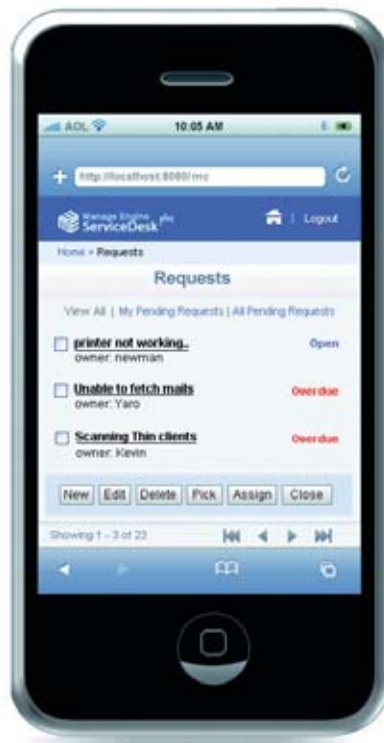 AOL 10:05 AM
http://localhost:8080/mc
Manage Engine
ServiceDesk plus
Logout
Home » Requests
Requests
View All | My Pending Requests | All Pending Requests
printer not working.. Open
owner: newman
Unable to fetch mails Overdue
owner: Yaro
Scanning Thin clients Overdue
owner: Kevin
New Edit Delete Pick Assign Close
Showing 1 - 3 of 23